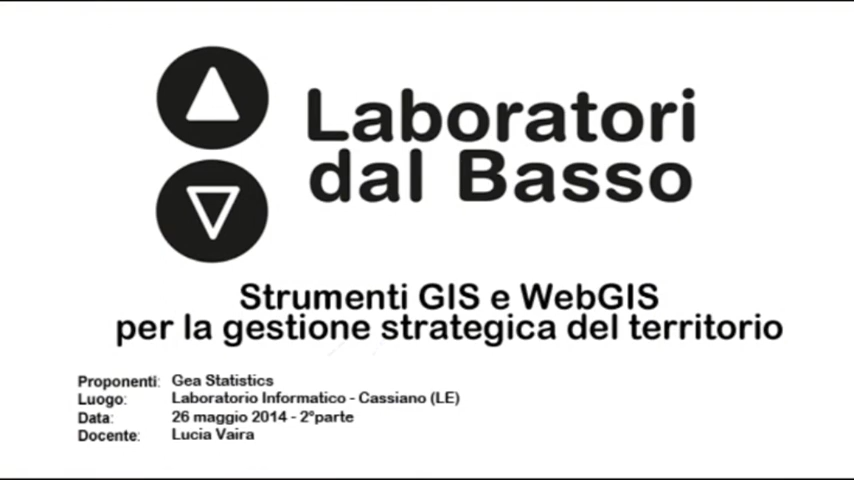 Laboratori
dal Basso
Strumenti GIS e WebGIS
per la gestione strategica del territorio
Proponenti: Gea Statistics
Luogo: Laboratorio Informatico - Cassiano (LE)
Data: 26 maggio 2014 - 2°parte
Docente: Lucia Vaira